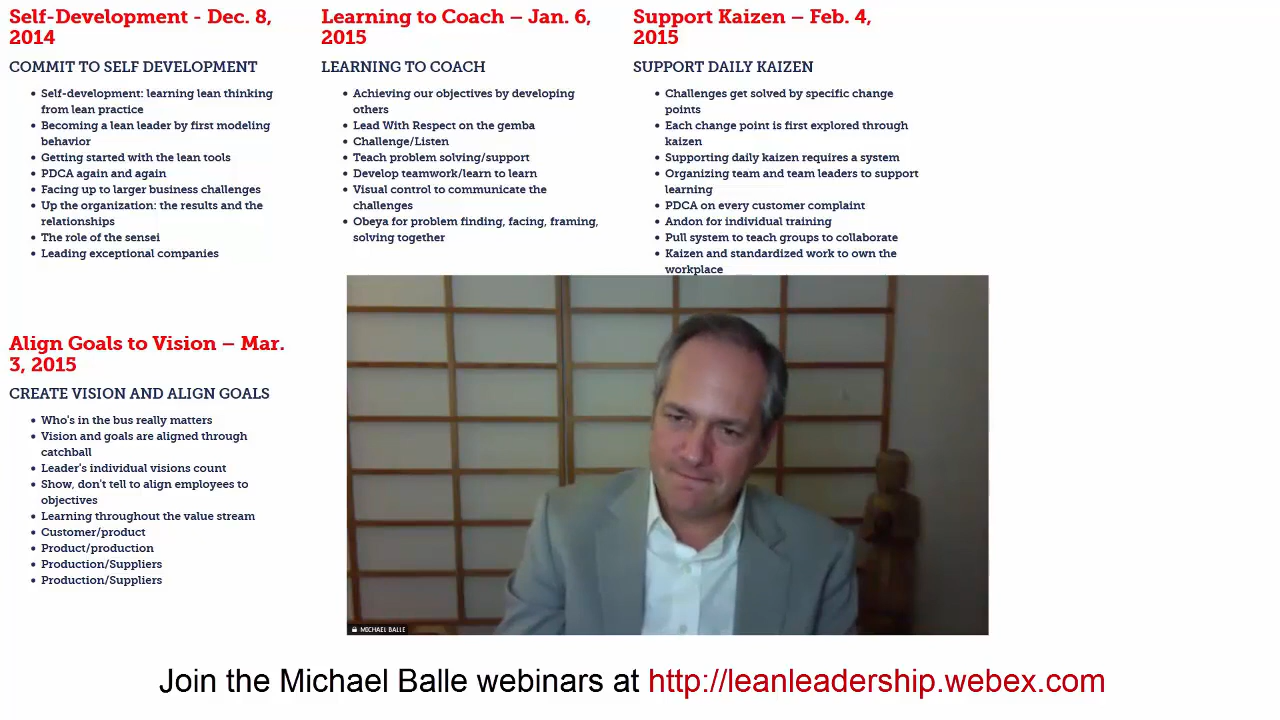 Self-Development - Dec. 8,
2014
COMMIT TO SELF DEVELOPMENT
• Self-development: learning lean thinking
from lean practice
• Becoming a lean leader by first modeling
behavior
• Getting started with the lean tools
• PDCA again and again
• Facing up to larger business challenges
• Up the organization: the results and the
relationships
• The role of the sensei
• Leading exceptional companies
Learning to Coach – Jan. 6,
2015
LEARNING TO COACH
• Achieving our objectives by developing
others
• Lead With Respect on the gemba
• Challenge/Listen
• Teach problem solving/support
• Develop teamwork/learn to learn
• Visual control to communicate the
challenges
• Obeya for problem finding, facing, framing,
solving together
Support Kaizen – Feb. 4,
2015
SUPPORT DAILY KAIZEN
• Challenges get solved by specific change
points
• Each change point is first explored through
kaizen
• Supporting daily kaizen requires a system
• Organizing team and team leaders to support
learning
• PDCA on every customer complaint
• Andon for individual training
• Pull system to teach groups to collaborate
• Kaizen and standardized work to own the
workplace
Align Goals to Vision – Mar.
3, 2015
CREATE VISION AND ALIGN GOALS
• Who's in the bus really matters
• Vision and goals are aligned through
catchball
• Leader's individual visions count
• Show, don't tell to align employees to
objectives
• Learning throughout the value stream
• Customer/product
• Product/production
• Production/Suppliers
• Production/Suppliers
MICHAEL BALLE
Join the Michael Balle webinars at http://leanleadership.webex.com